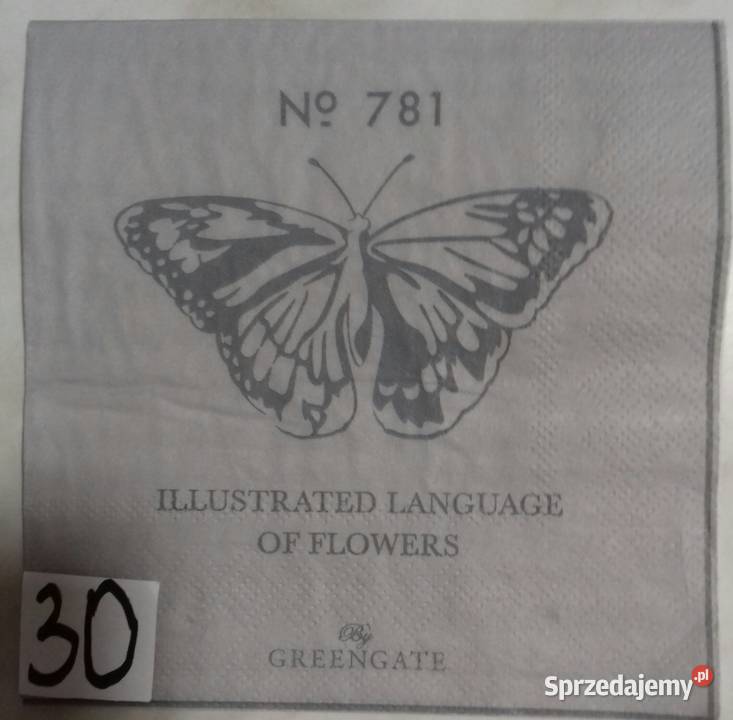 Nº 781
ILLUSTRATED LANGUAGE
OF FLOWERS
By
GREENGATE
30
Sprzedajemy.pl